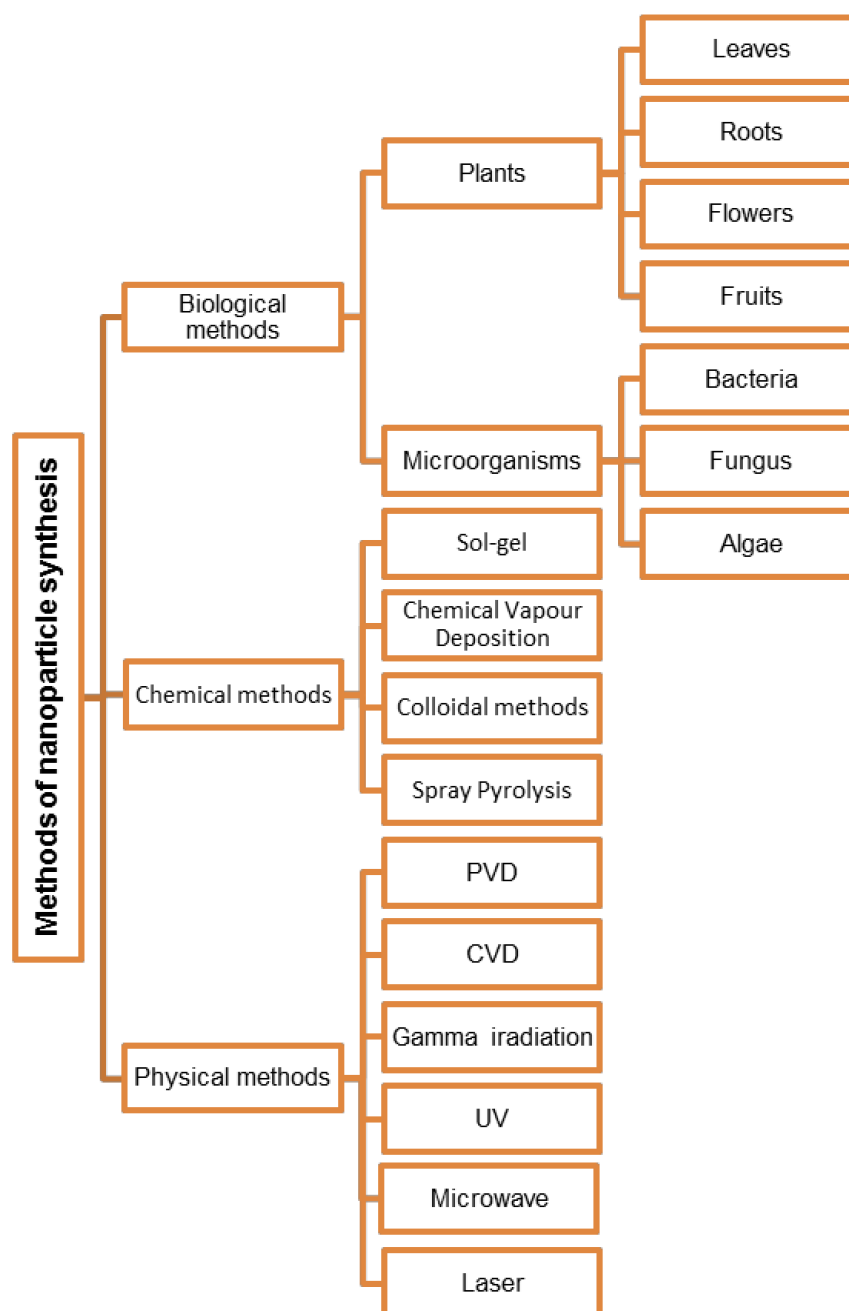 Methods of nanoparticle synthesis
Biological
methods
Plants
Leaves
Roots
Flowers
Fruits
Microorganisms
Bacteria
Fungus
Algae
Chemical methods
Sol-gel
Chemical Vapour
Deposition
Colloidal methods
Spray Pyrolysis
Physical methods
PVD
CVD
Gamma iradiation
UV
Microwave
Laser